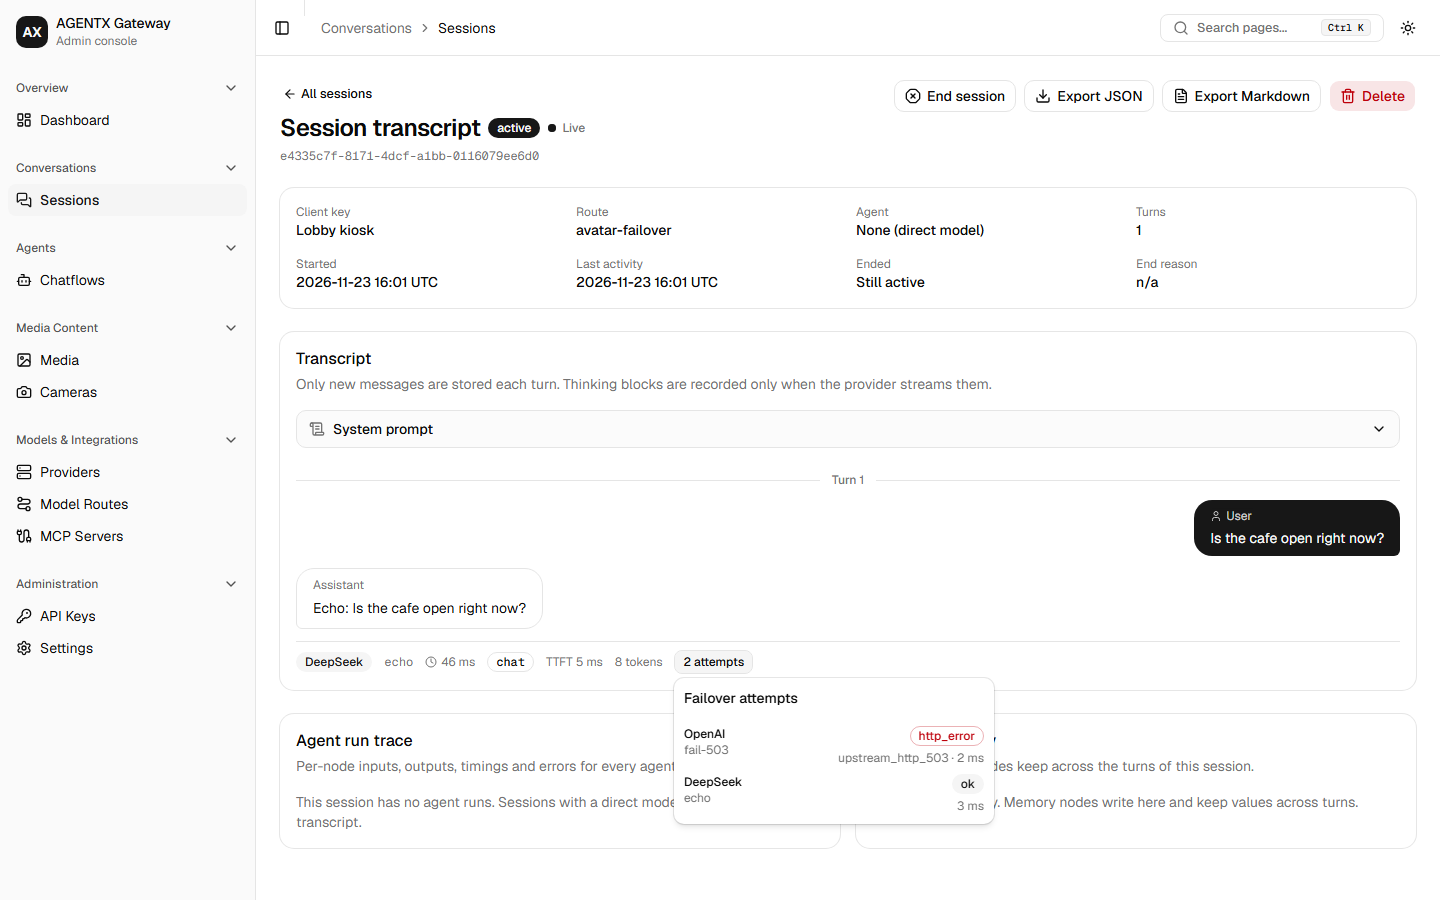 AX
AGENTX Gateway
Admin console
Overview
Dashboard
Conversations
Sessions
Agents
Chatflows
Media Content
Media
Cameras
Models & Integrations
Providers
Model Routes
MCP Servers
Administration
API Keys
Settings
Conversations > Sessions
Search pages... Ctrl K
← All sessions
End session
Export JSON
Export Markdown
Delete
Session transcript active Live
e4335c7f-8171-4dcf-a1bb-0116079ee6d0
Client key Route Agent Turns
Lobby kiosk avatar-failover None (direct model) 1
Started Last activity Ended End reason
2026-11-23 16:01 UTC 2026-11-23 16:01 UTC Still active n/a
Transcript
Only new messages are stored each turn. Thinking blocks are recorded only when the provider streams them.
System prompt
Turn 1
User
Is the cafe open right now?
Assistant
Echo: Is the cafe open right now?
DeepSeek echo 46 ms chat TTFT 5 ms 8 tokens 2 attempts
Failover attempts
OpenAI http_error
fail-503 upstream_http_503 · 2 ms
DeepSeek ok
echo 3 ms
Agent run trace
Per-node inputs, outputs, timings and errors for every agent
This session has no agent runs. Sessions with a direct mode
transcript.
des keep across the turns of this session.
. Memory nodes write here and keep values across turns.